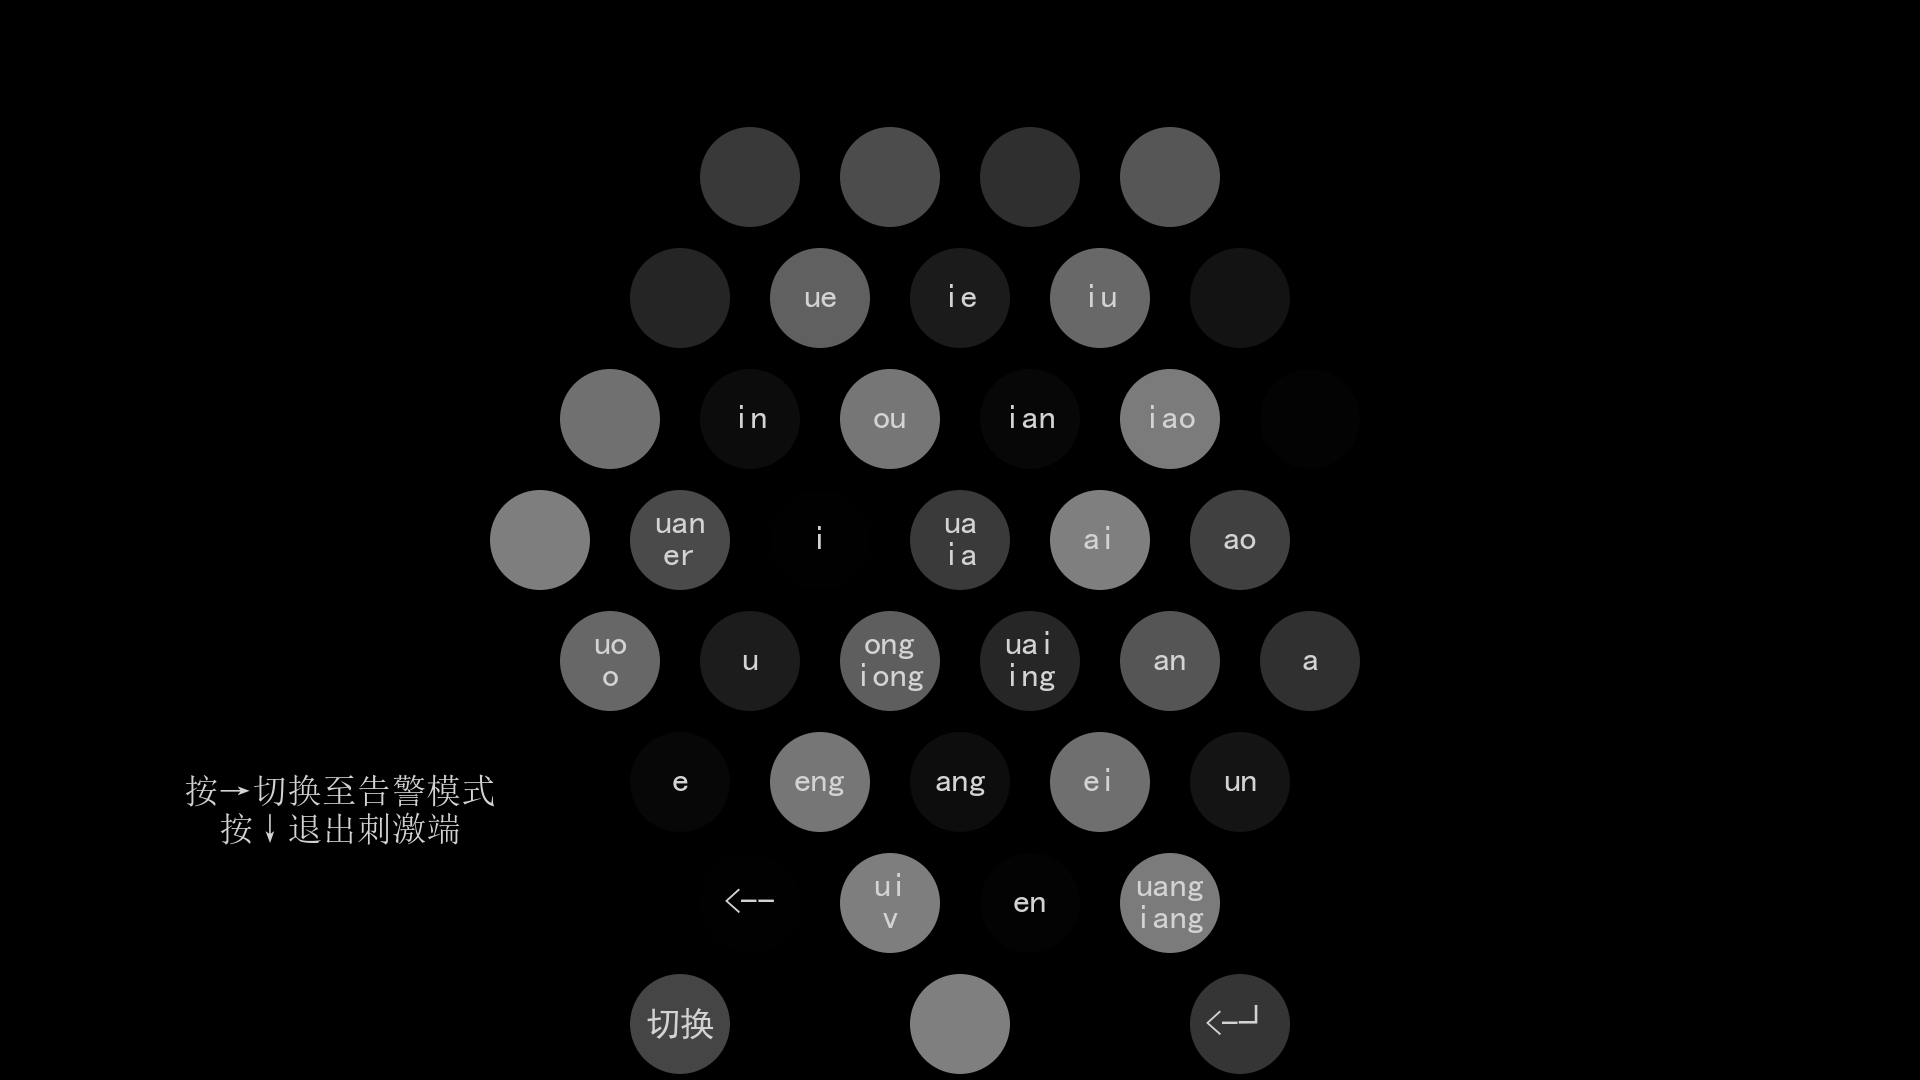 ue ie iu
in ou ian iao
uan i ua ai ao
er ia
uo u ong uai an a
o iong ing
e eng ang ei un
按→切换至告警模式
按↓退出刺激端
<-- ui en uang
v iang
切换 <-┘